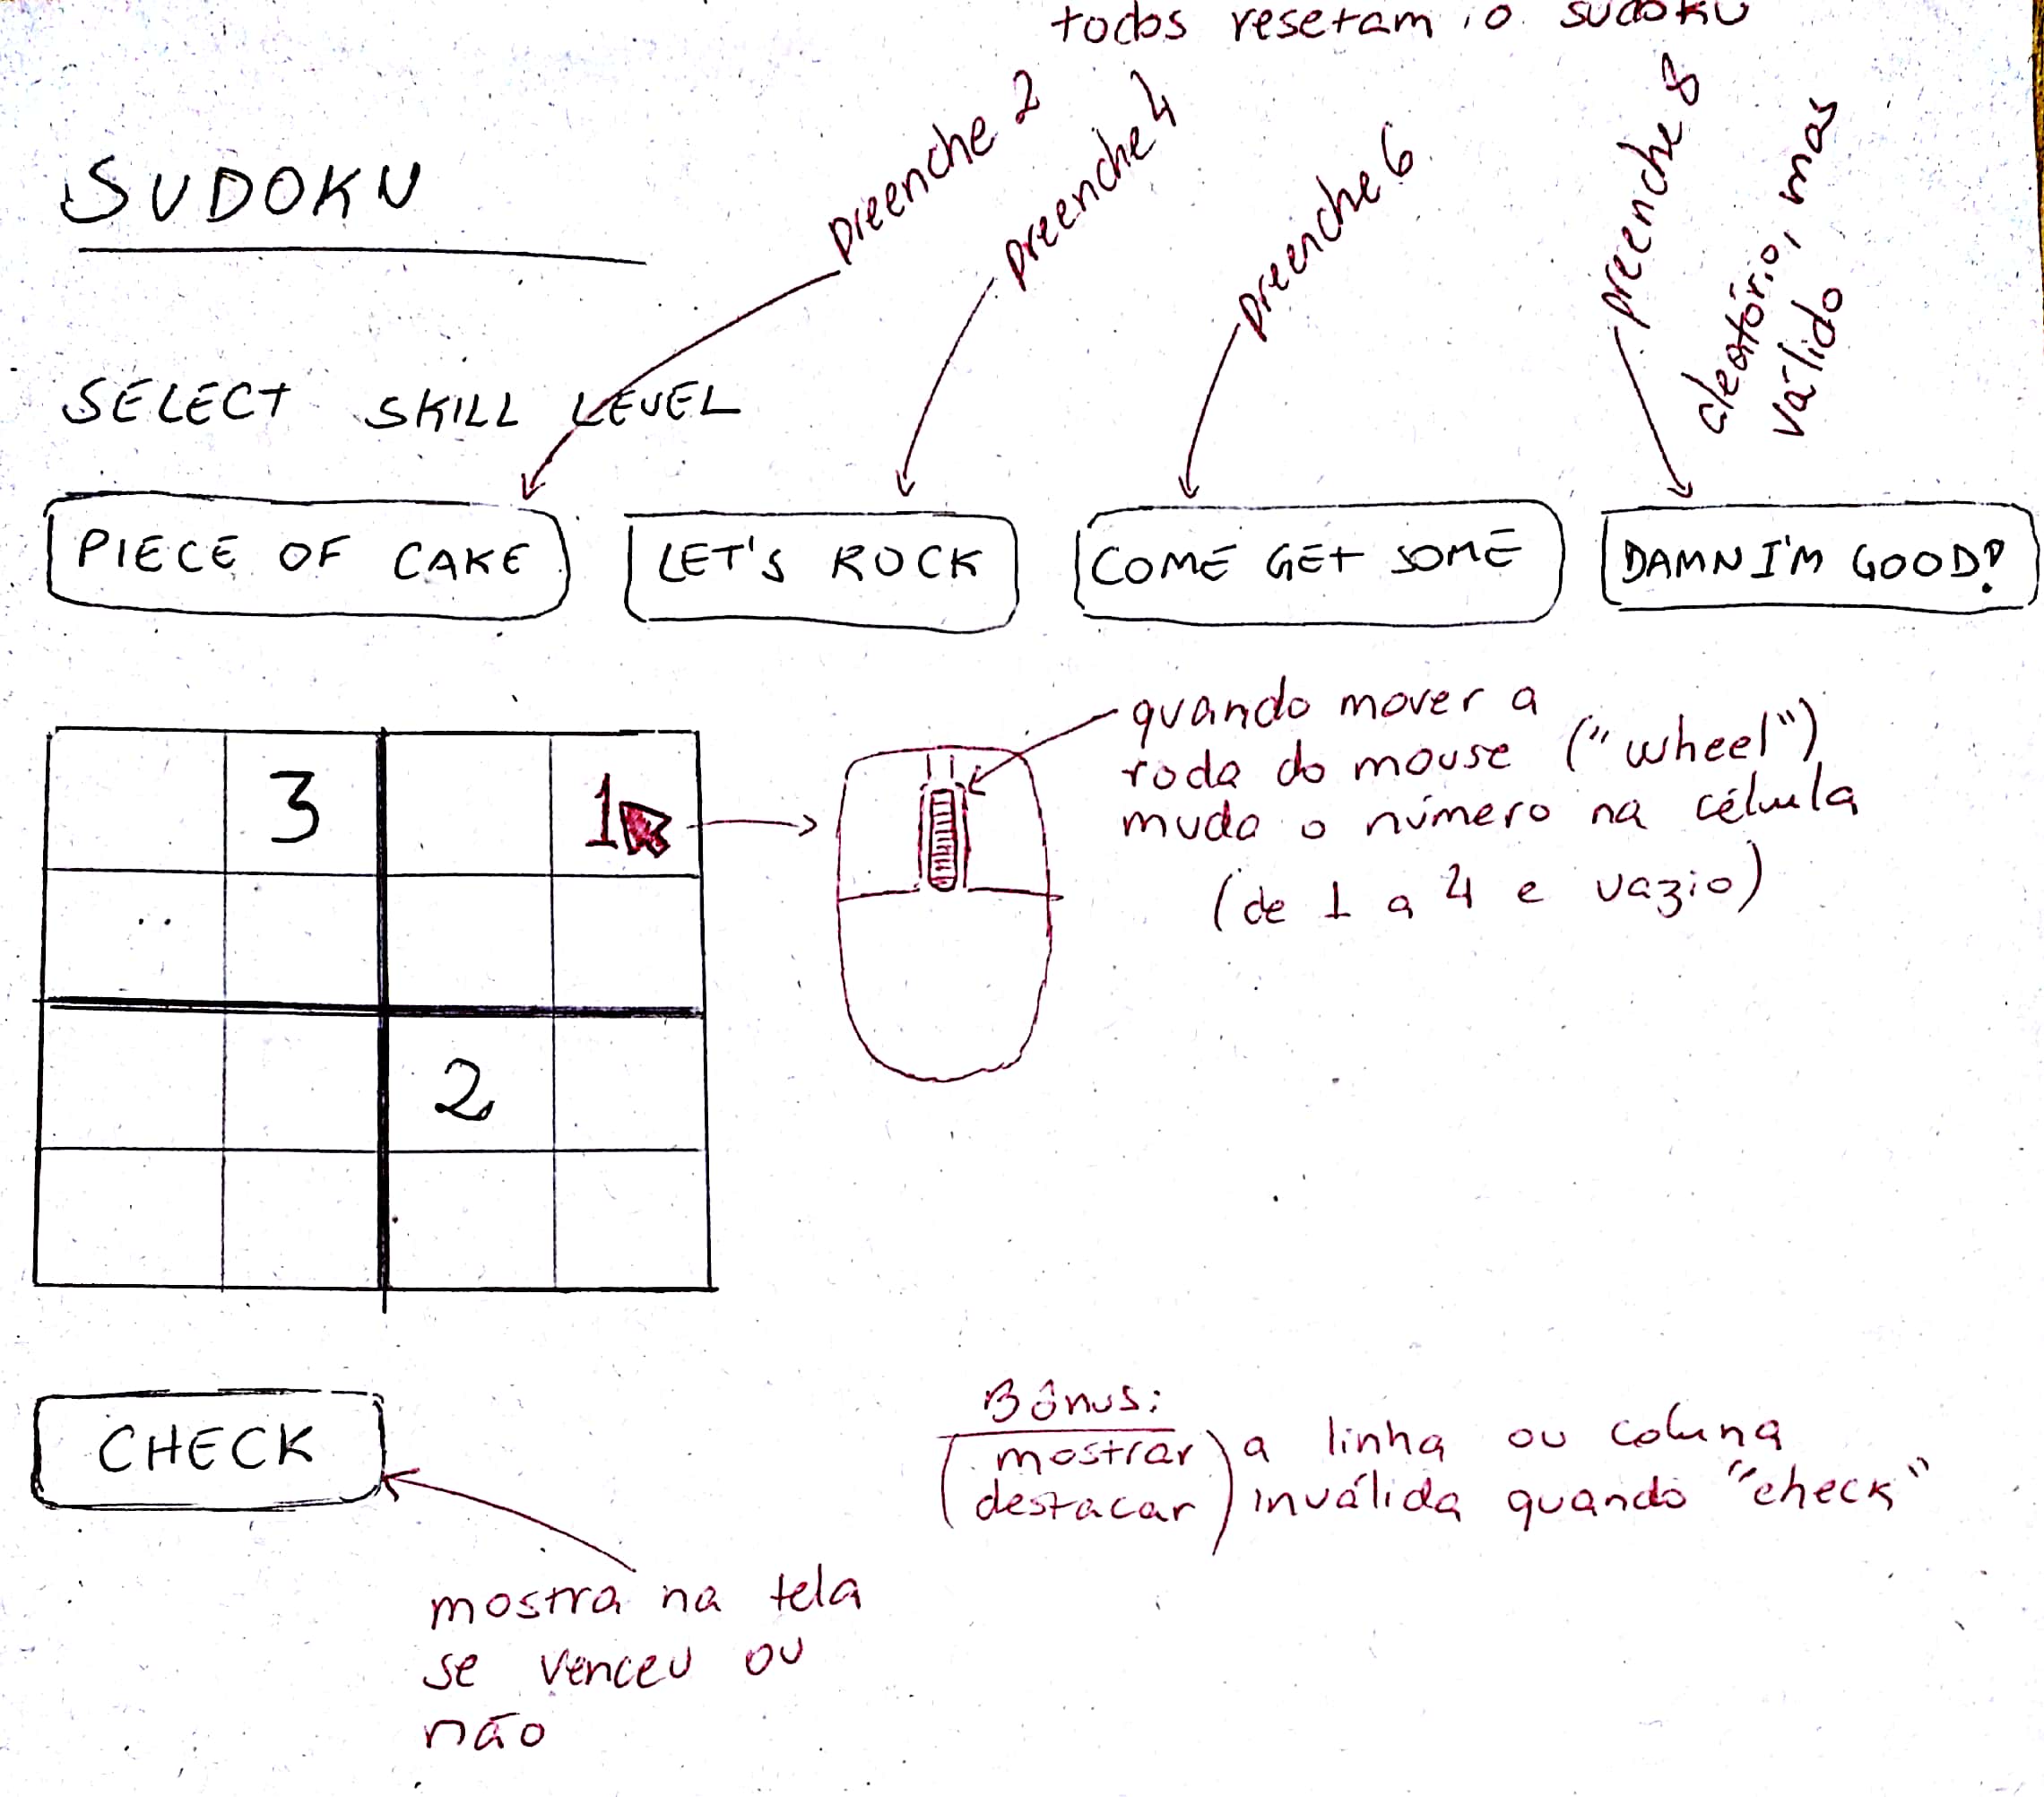 todos resetam o sudoku
SUDOKU
preenche 2
preenche 4
preenche 6
preenche 8
aleatório, mas
válido
SELECT SKILL LEVEL
PIECE OF CAKE
LET'S ROCK
COME GET SOME
DAMN I'M GOOD!
3
1
2
quando mover a
roda do mouse ("wheel")
muda o número na célula
(de 1 a 4 e vazio)
CHECK
Bônus:
(mostrar
destacar) a linha ou coluna
inválida quando "check"
mostra na tela
se venceu ou
não